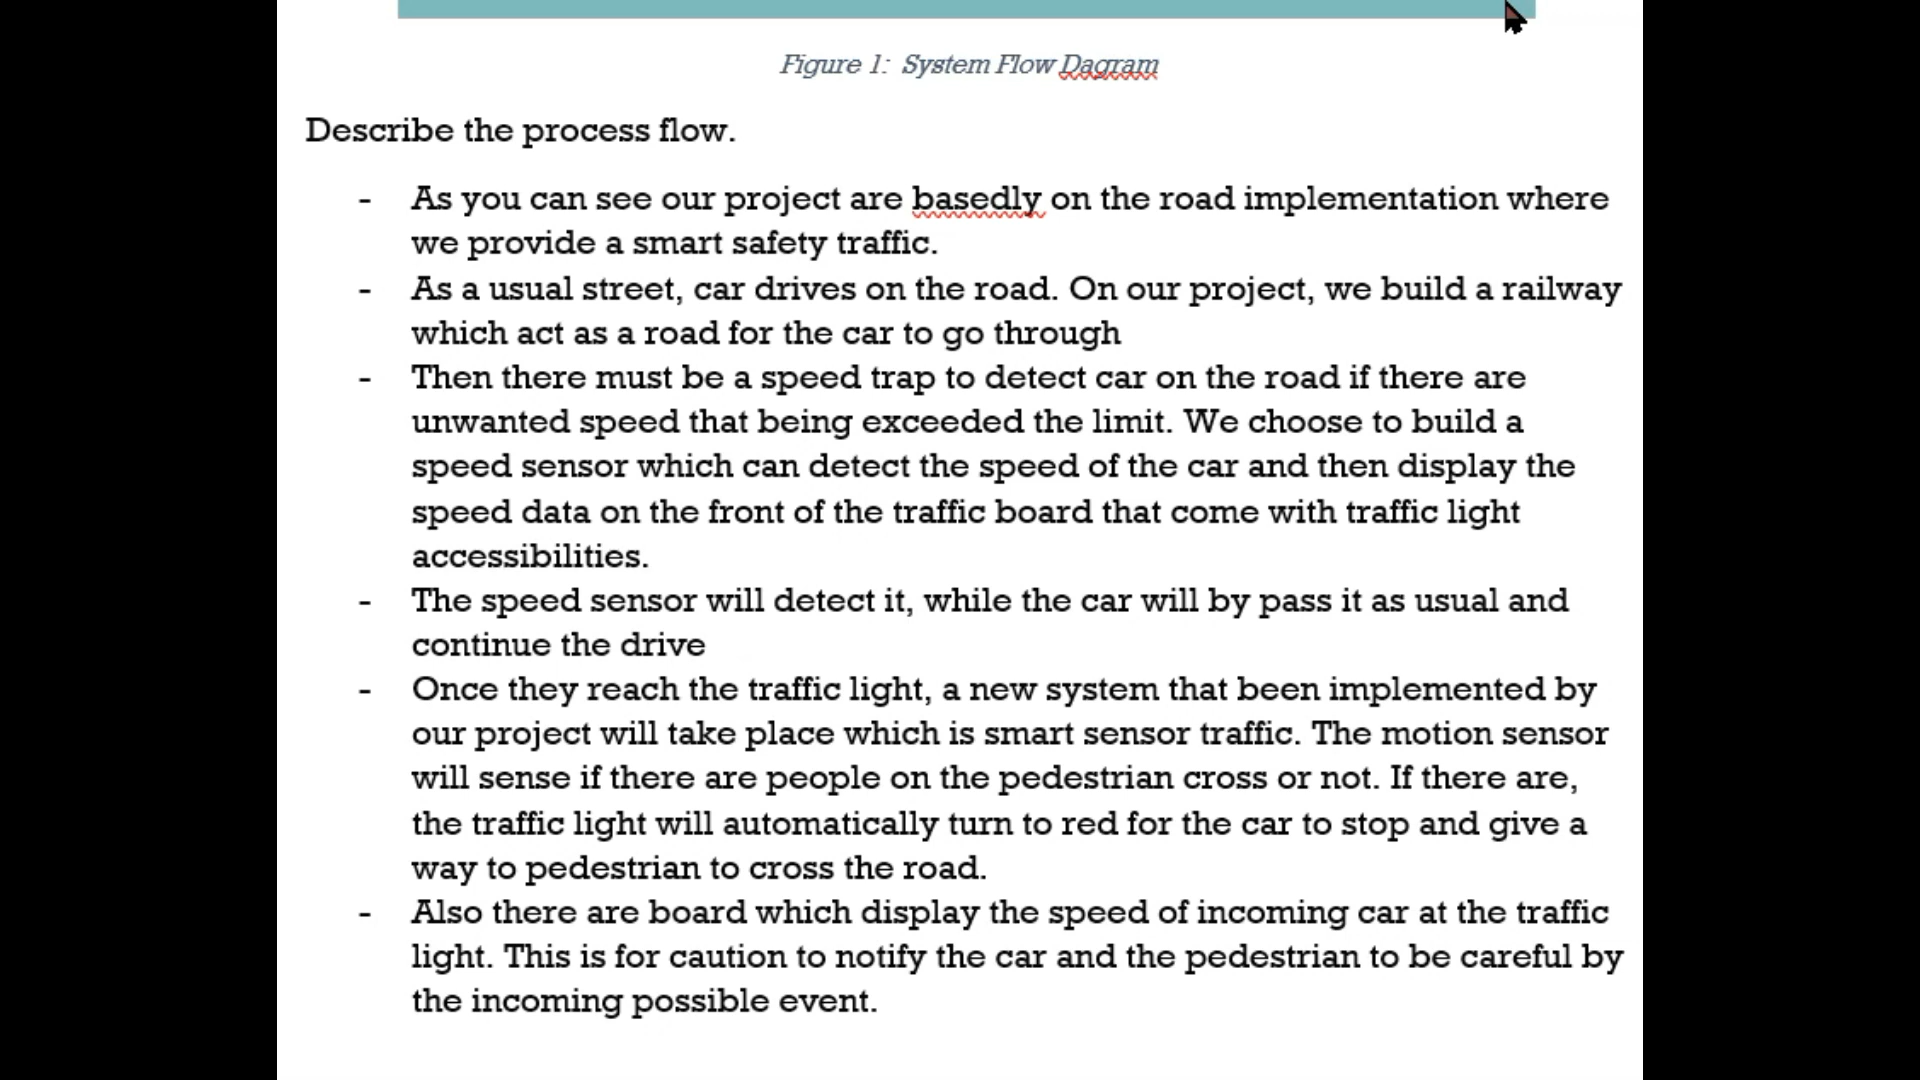 Figure 1: System Flow Dagram
Describe the process flow.
- As you can see our project are basedly on the road implementation where
we provide a smart safety traffic.
- As a usual street, car drives on the road. On our project, we build a railway
which act as a road for the car to go through
- Then there must be a speed trap to detect car on the road if there are
unwanted speed that being exceeded the limit. We choose to build a
speed sensor which can detect the speed of the car and then display the
speed data on the front of the traffic board that come with traffic light
accessibilities.
- The speed sensor will detect it, while the car will by pass it as usual and
continue the drive
- Once they reach the traffic light, a new system that been implemented by
our project will take place which is smart sensor traffic. The motion sensor
will sense if there are people on the pedestrian cross or not. If there are,
the traffic light will automatically turn to red for the car to stop and give a
way to pedestrian to cross the road.
- Also there are board which display the speed of incoming car at the traffic
light. This is for caution to notify the car and the pedestrian to be careful by
the incoming possible event.